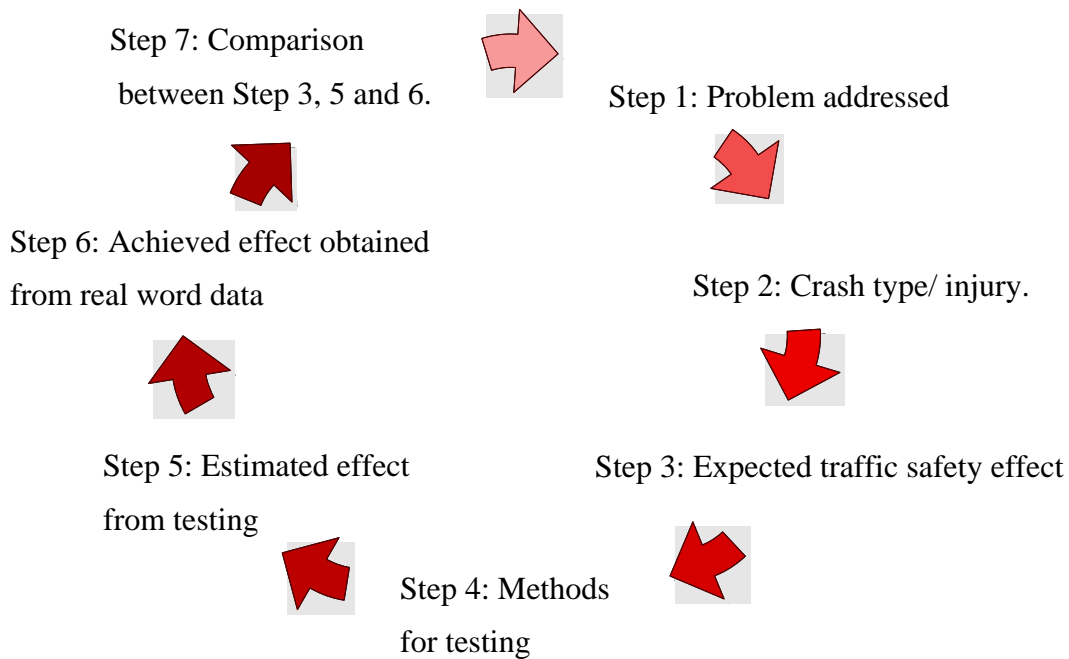 Step 1: Problem addressed
Step 2: Crash type/ injury.
Step 3: Expected traffic safety effect
Step 4: Methods
for testing
Step 5: Estimated effect
from testing
Step 6: Achieved effect obtained
from real word data
Step 7: Comparison
between Step 3, 5 and 6.